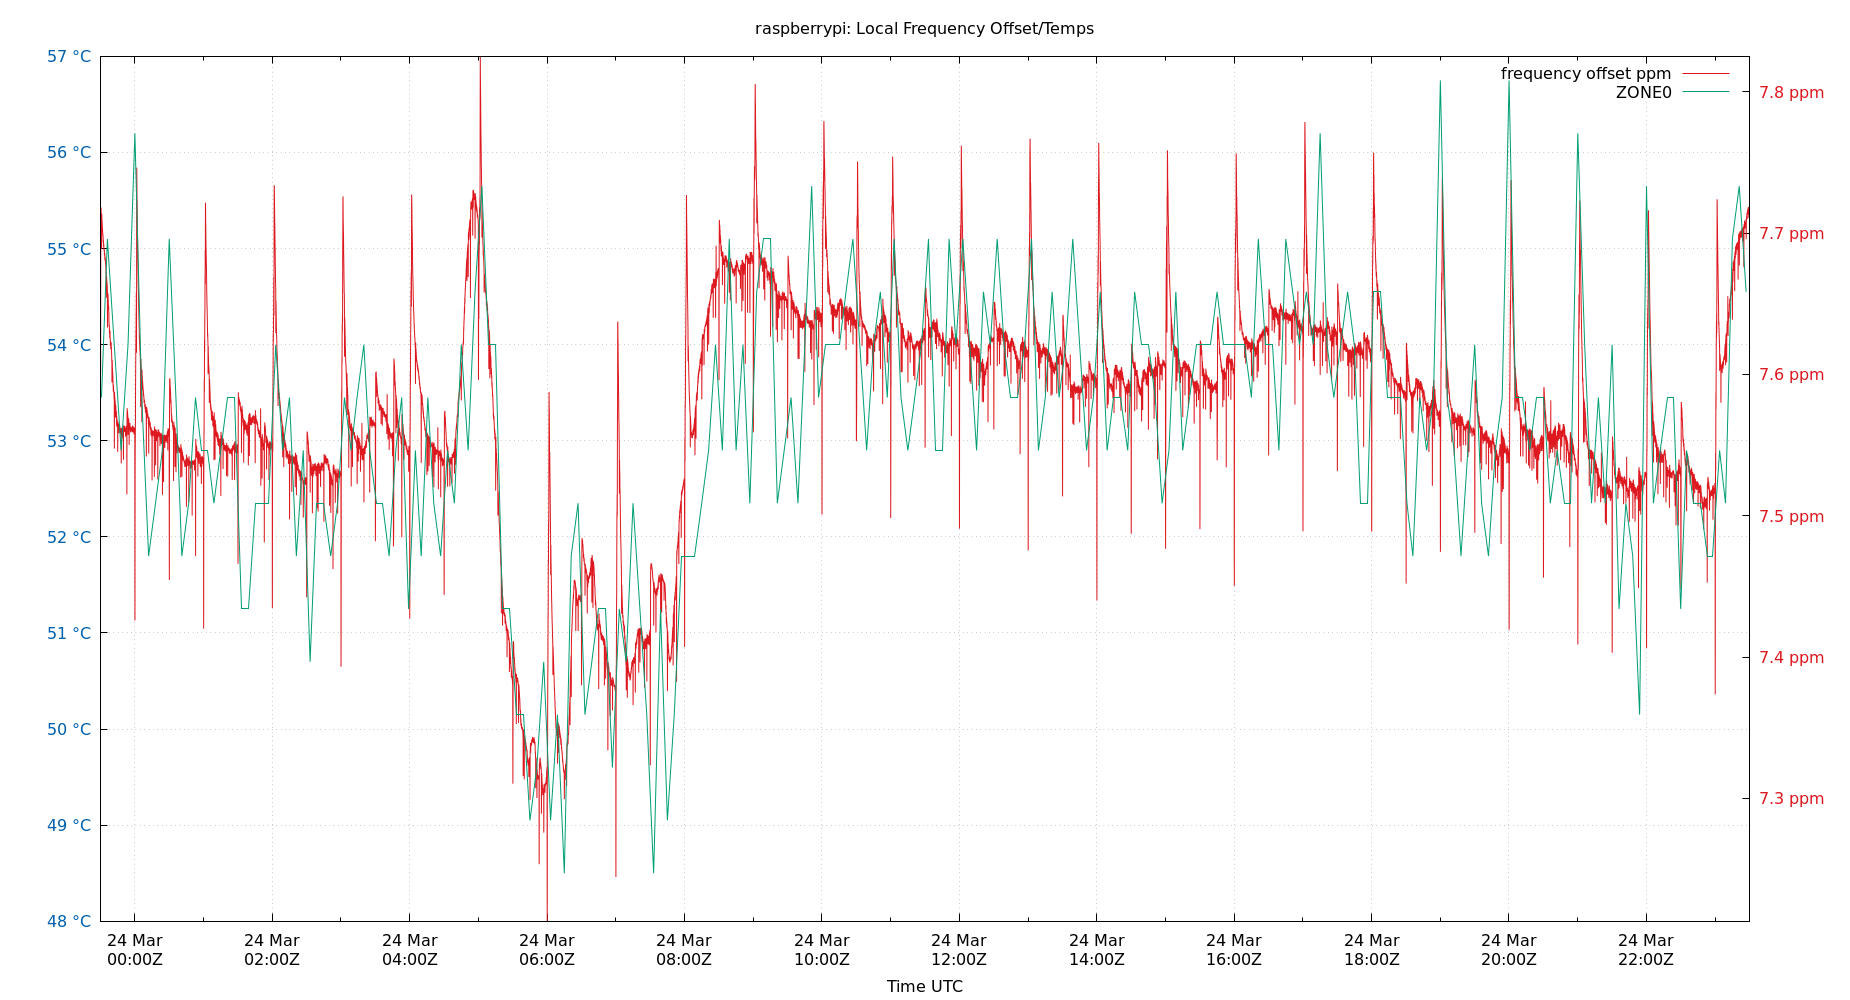 raspberrypi: Local Frequency Offset/Temps
frequency offset ppm
ZONE0
57 °C
56 °C
55 °C
54 °C
53 °C
52 °C
51 °C
50 °C
49 °C
48 °C
7.8 ppm
7.7 ppm
7.6 ppm
7.5 ppm
7.4 ppm
7.3 ppm
24 Mar
00:00Z
24 Mar
02:00Z
24 Mar
04:00Z
24 Mar
06:00Z
24 Mar
08:00Z
24 Mar
10:00Z
24 Mar
12:00Z
24 Mar
14:00Z
24 Mar
16:00Z
24 Mar
18:00Z
24 Mar
20:00Z
24 Mar
22:00Z
Time UTC